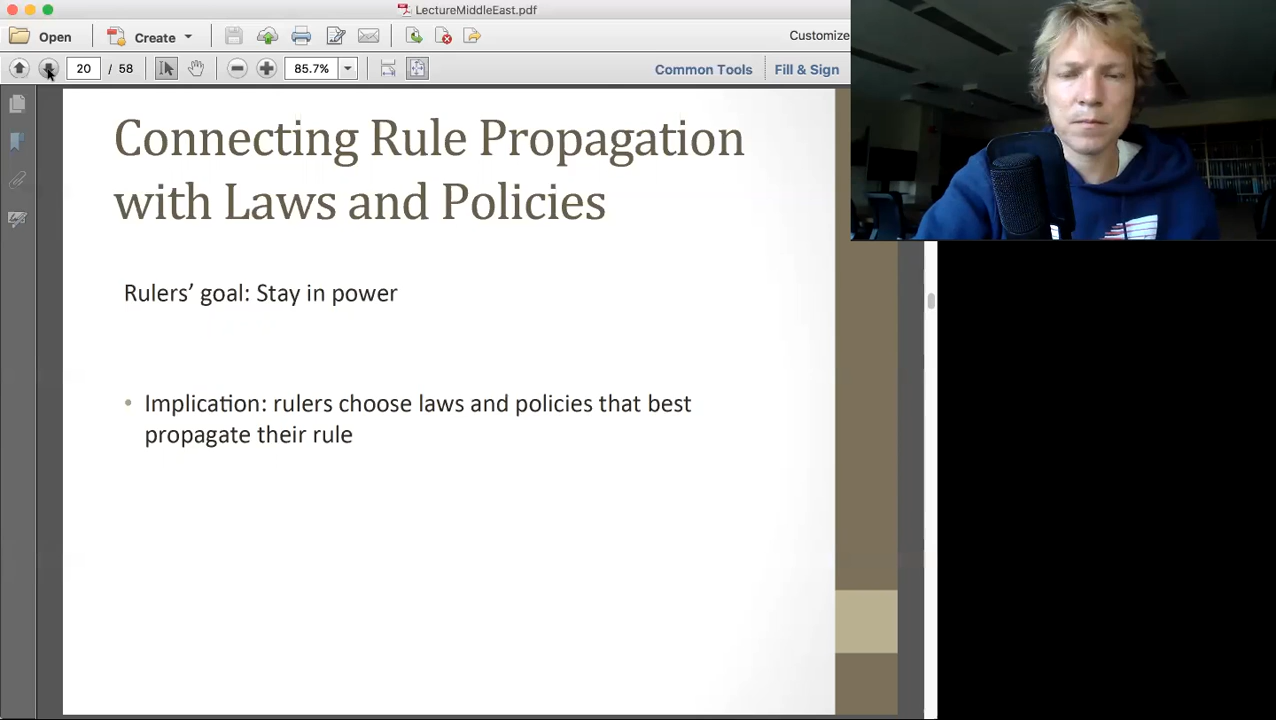 LectureMiddleEast.pdf
Open
Create
Customize
20 / 58
85.7%
Common Tools
Fill & Sign
Connecting Rule Propagation
with Laws and Policies
Rulers’ goal: Stay in power
• Implication: rulers choose laws and policies that best
propagate their rule